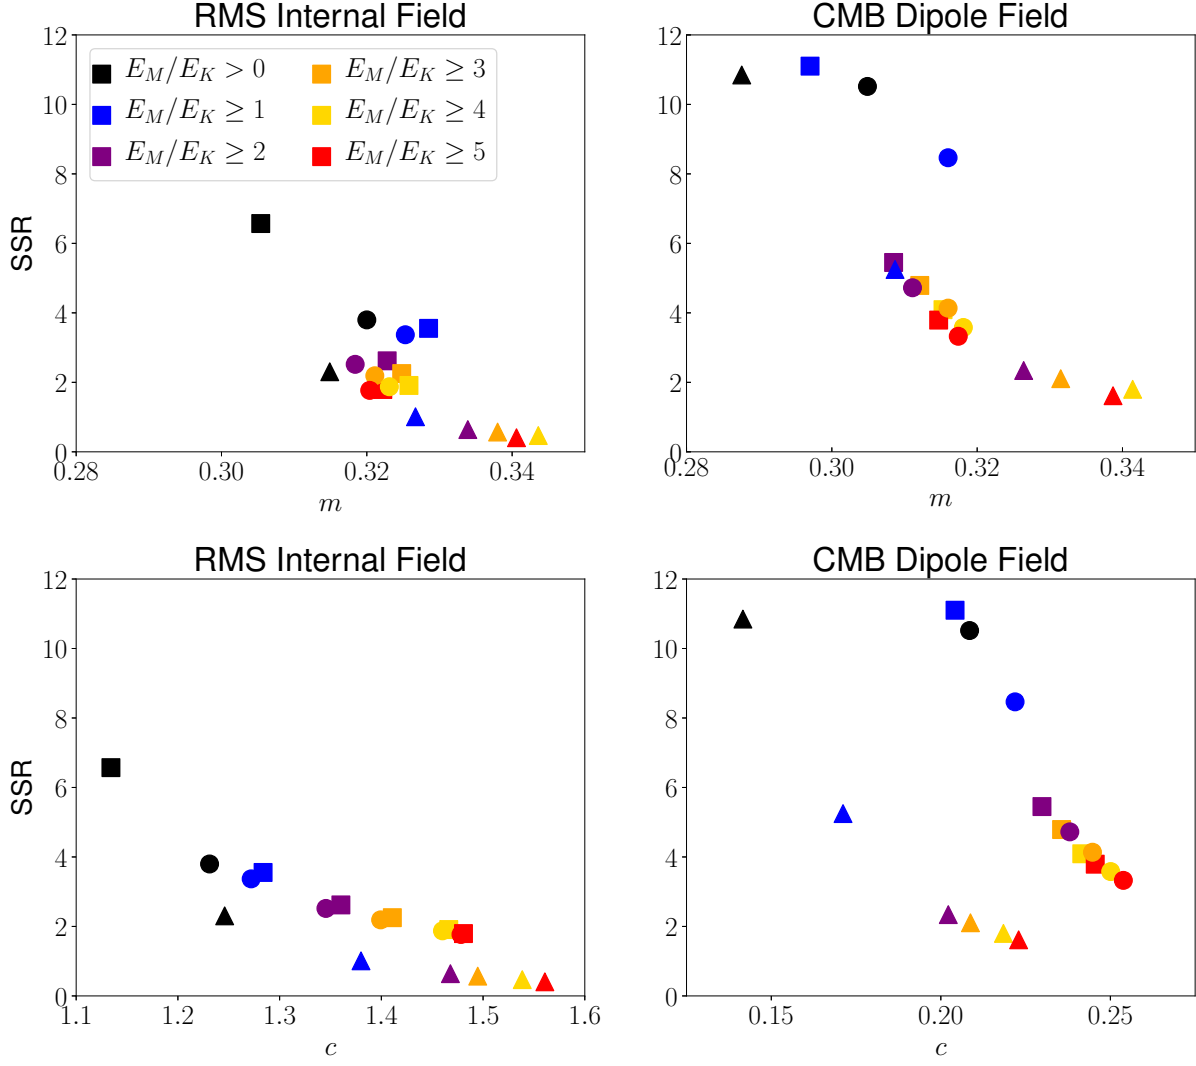 RMS Internal Field
CMB Dipole Field
SSR
12
10
8
6
4
2
0
E_M/E_K > 0
E_M/E_K ≥ 1
E_M/E_K ≥ 2
E_M/E_K ≥ 3
E_M/E_K ≥ 4
E_M/E_K ≥ 5
0.28 0.30 0.32 0.34
m
12
10
8
6
4
2
0
0.28 0.30 0.32 0.34
m
RMS Internal Field
CMB Dipole Field
SSR
12
10
8
6
4
2
0
1.1 1.2 1.3 1.4 1.5 1.6
c
12
10
8
6
4
2
0
0.15 0.20 0.25
c